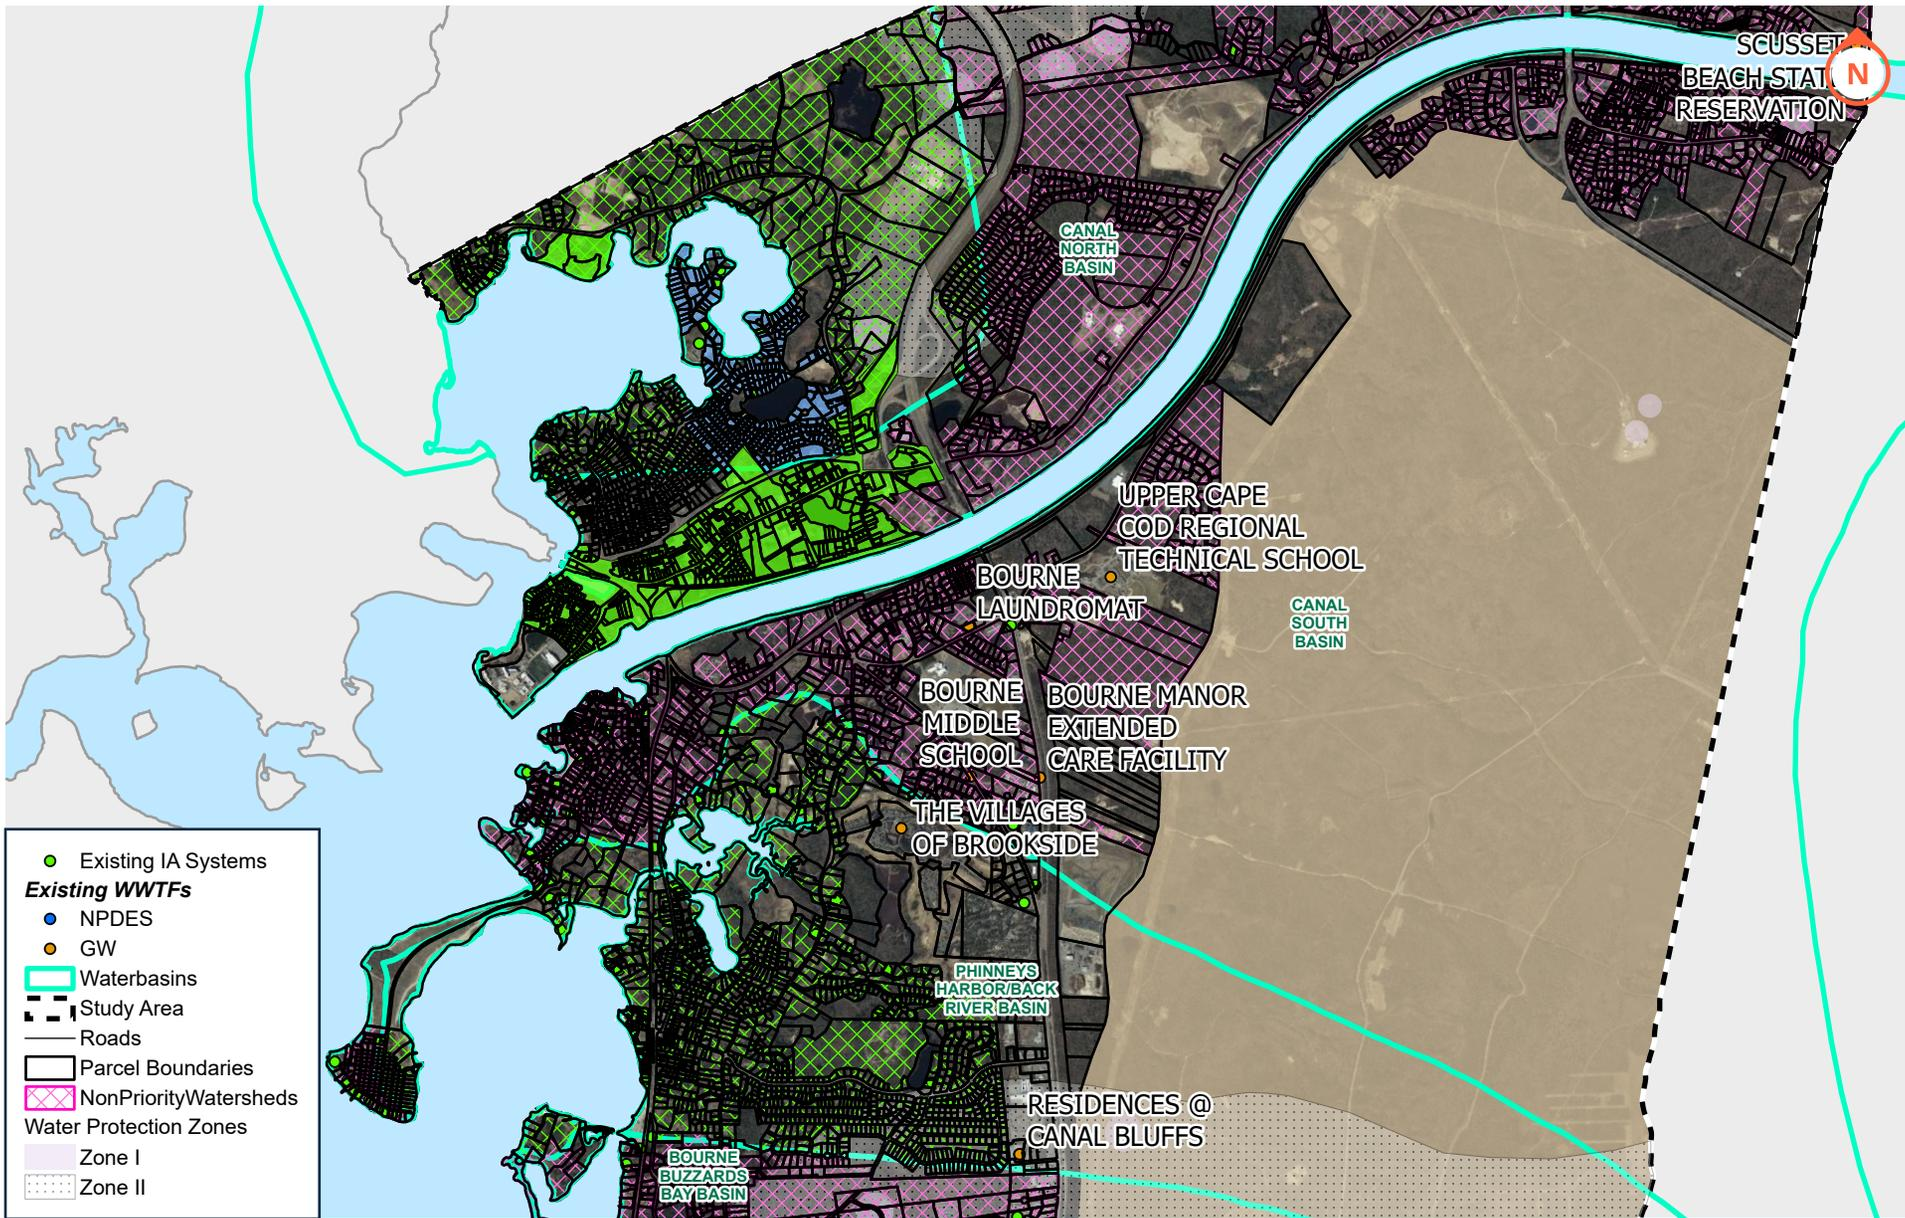 SCUSSET
BEACH STATE
RESERVATION
N
CANAL
NORTH
BASIN
UPPER CAPE
COD REGIONAL
TECHNICAL SCHOOL
BOURNE
LAUNDROMAT
CANAL
SOUTH
BASIN
BOURNE
MIDDLE
SCHOOL
BOURNE MANOR
EXTENDED
CARE FACILITY
THE VILLAGES
OF BROOKSIDE
PHINNEYS
HARBOR/BACK
RIVER BASIN
RESIDENCES @
CANAL BLUFFS
BOURNE
BUZZARDS
BAY BASIN
Existing IA Systems
Existing WWTFs
NPDES
GW
Waterbasins
Study Area
Roads
Parcel Boundaries
NonPriorityWatersheds
Water Protection Zones
Zone I
Zone II